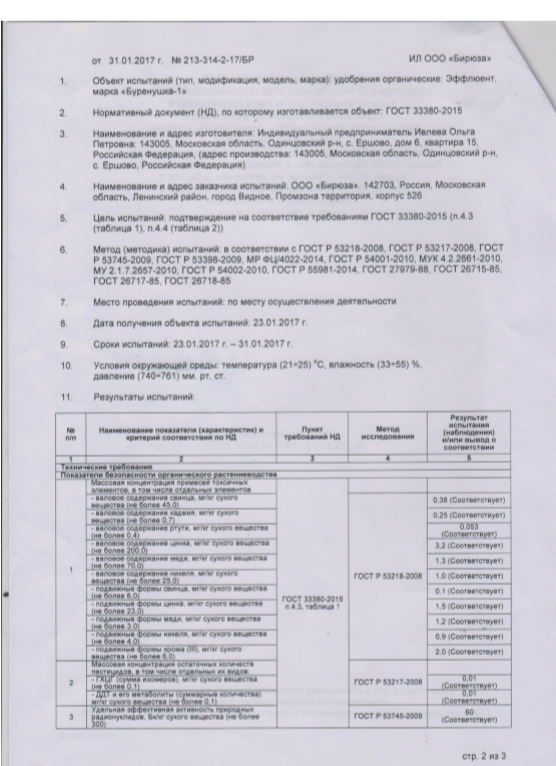 от 31.01.2017 г. № 213-314-2-17/БР ИЛ ООО «Бирюза»
1. Объект испытаний (тип, модификация, модель, марка): удобрения органические: Эффлюент,
марка «Буренушка-1»
2. Нормативный документ (НД), по которому изготавливается объект: ГОСТ 33380-2015
3. Наименование и адрес изготовителя: Индивидуальный предприниматель Ивлева Ольга
Петровна: 143005, Московская область, Одинцовский р-н, с. Ершово, дом 6, квартира 15,
Российская Федерация, (адрес производства: 143005, Московская область, Одинцовский р-н,
с. Ершово, Российская Федерация)
4. Наименование и адрес заказчика испытаний: ООО «Бирюза». 142703, Россия, Московская
область, Ленинский район, город Видное, Промзона территория, корпус 526
5. Цель испытаний: подтверждение на соответствие требованиям ГОСТ 33380-2015 (п.4.3
(таблица 1), п.4.4 (таблица 2))
6. Метод (методика) испытаний: в соответствии с ГОСТ Р 53218-2008, ГОСТ Р 53217-2008, ГОСТ
Р 53745-2009, ГОСТ Р 53398-2009, МР ФЦ/4022-2014, ГОСТ Р 54001-2010, МУК 4.2.2661-2010,
МУ 2.1.7.2657-2010, ГОСТ Р 54002-2010, ГОСТ Р 55981-2014, ГОСТ 27979-88, ГОСТ 26715-85,
ГОСТ 26717-85, ГОСТ 26718-85
7. Место проведения испытаний: по месту осуществления деятельности
8. Дата получения объекта испытаний: 23.01.2017 г.
9. Сроки испытаний: 23.01.2017 г. – 31.01.2017 г.
10. Условия окружающей среды: температура (21÷25) °С, влажность (33÷55) %,
давление (740÷761) мм. рт. ст.
11. Результаты испытаний:
№ п/п Наименование показателя (характеристик) и критерий соответствия по НД Пункт требований НД Метод исследования Результат испытания (наблюдения) и/или вывод о соответствии
1 2 3 4 5
Технические требования
Показатели безопасности органического растениеводства
1 Массовая концентрация примесей токсичных
элементов, в том числе отдельных элементов
ГОСТ 33380-2015
п.4.3, таблица 1
ГОСТ Р 53218-2008
- валовое содержание свинца, мг/кг сухого
вещества (не более 45,0) 0,38 (Соответствует)
- валовое содержание кадмия, мг/кг сухого
вещества (не более 0,7) 0,25 (Соответствует)
- валовое содержание ртути, мг/кг сухого вещества
(не более 0,4) 0,053 (Соответствует)
- валовое содержание цинка, мг/кг сухого вещества
(не более 200,0) 3,2 (Соответствует)
- валовое содержание меди, мг/кг сухого вещества
(не более 70,0) 1,3 (Соответствует)
- валовое содержание никеля, мг/кг сухого
вещества (не более 25,0) 1,0 (Соответствует)
- подвижные формы свинца, мг/кг сухого вещества
(не более 6,0) 0,1 (Соответствует)
- подвижные формы цинка, мг/кг сухого вещества
(не более 23,0) 1,5 (Соответствует)
- подвижные формы меди, мг/кг сухого вещества
(не более 3,0) 1,2 (Соответствует)
- подвижные формы никеля, мг/кг сухого вещества
(не более 4,0) 0,9 (Соответствует)
- подвижные формы хрома (III), мг/кг сухого
вещества (не более 6,0) 2,0 (Соответствует)
2 Массовая концентрация остаточных количеств
пестицидов, в том числе отдельных их видов:
ГОСТ Р 53217-2008
- ГХЦГ (сумма изомеров), мг/кг сухого вещества
(не более 0,1) 0,01 (Соответствует)
- ДДТ и его метаболиты (суммарные количества),
мг/кг сухого вещества (не более 0,1) 0,01 (Соответствует)
3 Удельная эффективная активность природных
радионуклидов, Бк/кг сухого вещества (не более
300) ГОСТ Р 53745-2009 60 (Соответствует)
стр. 2 из 3